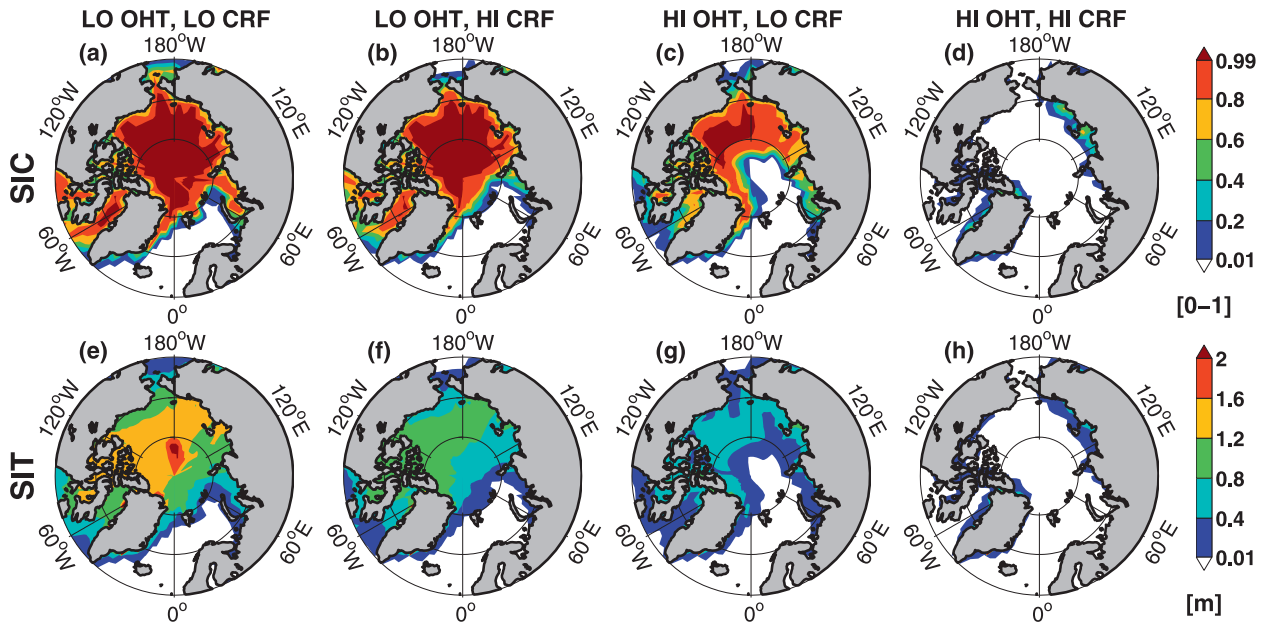 LO OHT, LO CRF
LO OHT, HI CRF
HI OHT, LO CRF
HI OHT, HI CRF
(a)
180°W
(b)
180°W
(c)
180°W
(d)
180°W
120°W
120°E
120°W
120°E
120°W
120°E
120°W
120°E
SIC
60°W
60°E
60°W
60°E
60°W
60°E
60°W
60°E
0°
0°
0°
0°
0.99
0.8
0.6
0.4
0.2
0.01
[0–1]
(e)
180°W
(f)
180°W
(g)
180°W
(h)
180°W
120°W
120°E
120°W
120°E
120°W
120°E
120°W
120°E
SIT
60°W
60°E
60°W
60°E
60°W
60°E
60°W
60°E
0°
0°
0°
0°
2
1.6
1.2
0.8
0.4
0.01
[m]